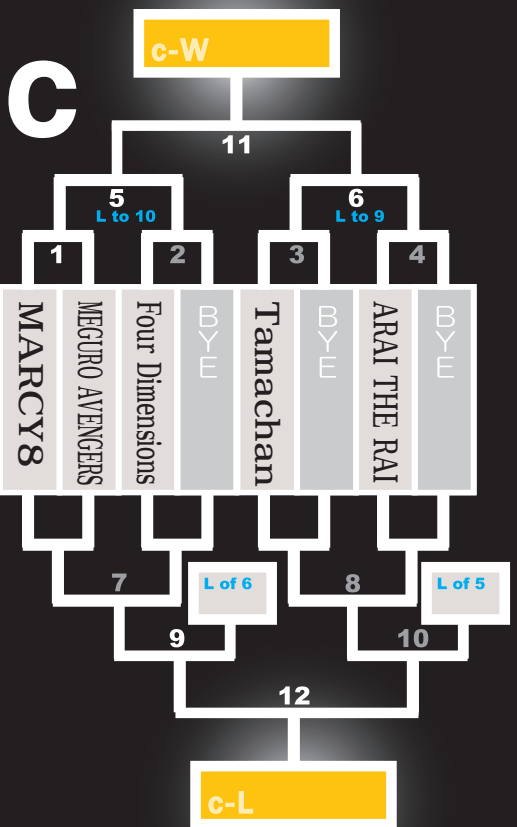 c-W
C
11
5
L to 10
6
L to 9
1
2
3
4
MARCY8
MEGURO AVENGERS
Four Dimensions
BYE
Tamachan
BYE
ARAI THE RAI
BYE
7
L of 6
8
L of 5
9
10
12
c-L